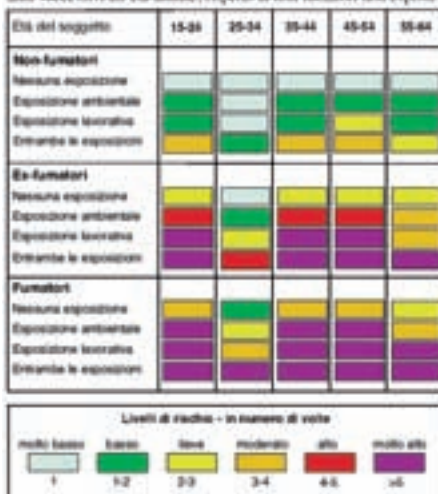 Età del soggetto 15-24 25-34 35-44 45-54 55-64
Non-fumatori
Nessuna esposizione
Esposizione ambientale
Esposizione lavorativa
Entrambe le esposizioni
Ex-fumatori
Nessuna esposizione
Esposizione ambientale
Esposizione lavorativa
Entrambe le esposizioni
Fumatori
Nessuna esposizione
Esposizione ambientale
Esposizione lavorativa
Entrambe le esposizioni
Livelli di rischio - in numero di volte
molto basso basso lieve moderato alto molto alto
1 1-2 2-3 3-4 4-5 >5